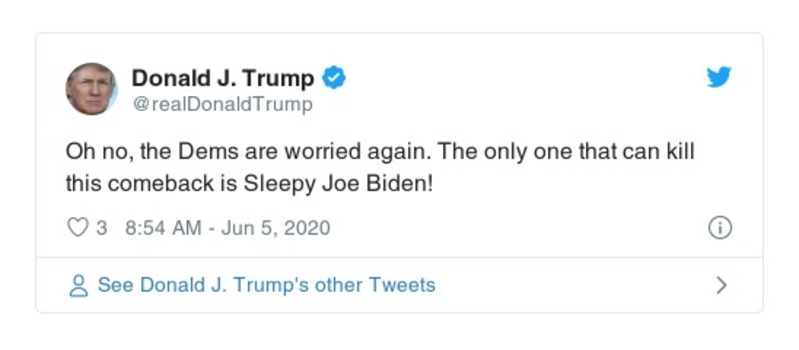 Donald J. Trump
@realDonaldTrump
Oh no, the Dems are worried again. The only one that can kill
this comeback is Sleepy Joe Biden!
3 8:54 AM - Jun 5, 2020
See Donald J. Trump's other Tweets